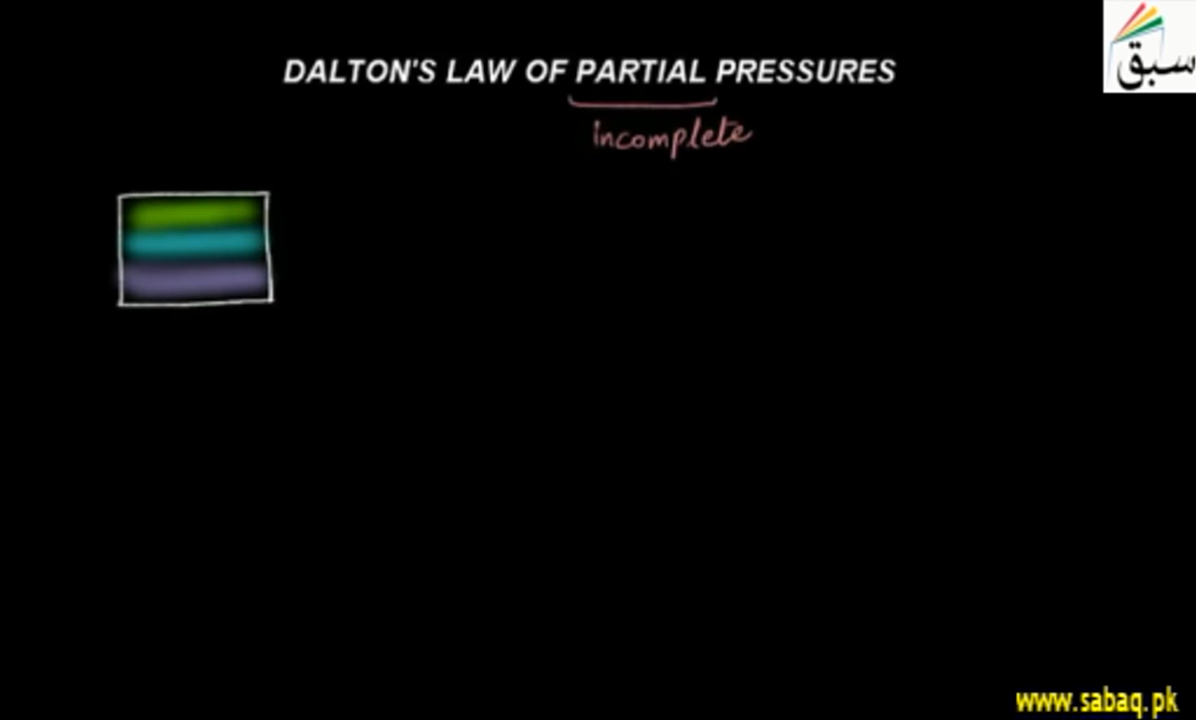 سبق
DALTON'S LAW OF PARTIAL PRESSURES
Incomplete
www.sabaq.pk